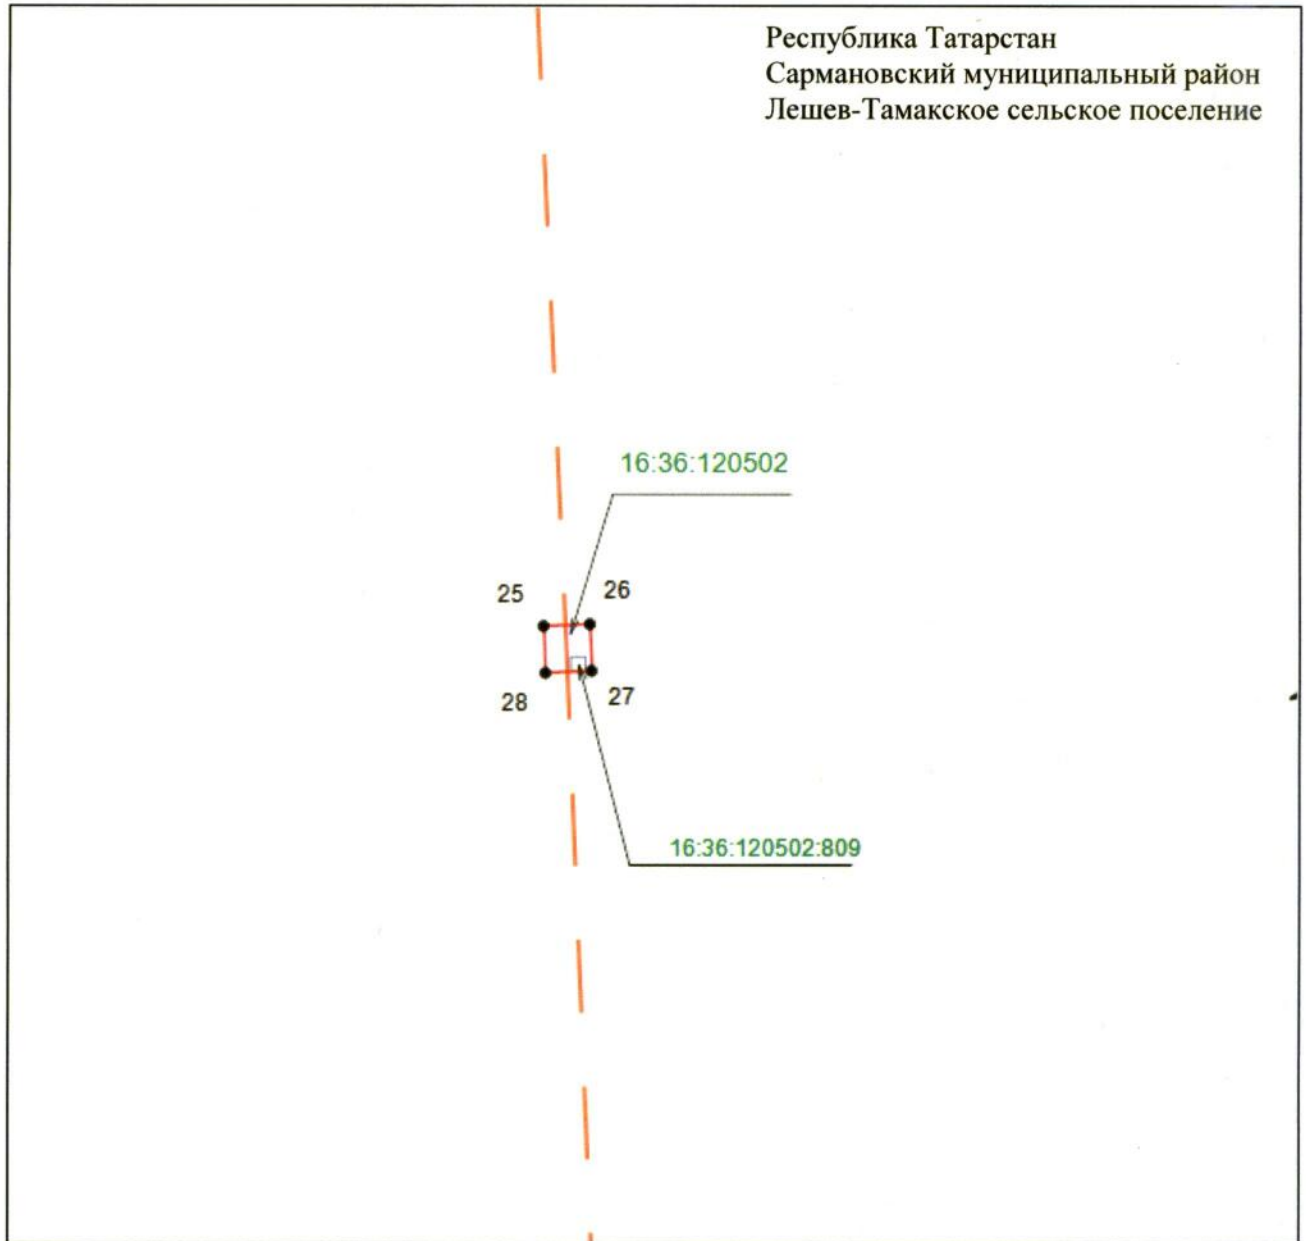 Республика Татарстан
Сармановский муниципальный район
Лешев-Тамакское сельское поселение
16:36:120502
25
26
28
27
16:36:120502:809